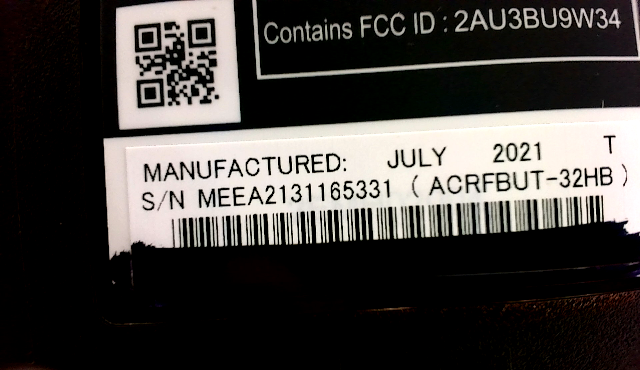 Contains FCC ID : 2AU3BU9W34
MANUFACTURED: JULY 2021 T
S/N MEEA2131165331 ( ACRFBUT-32HB )